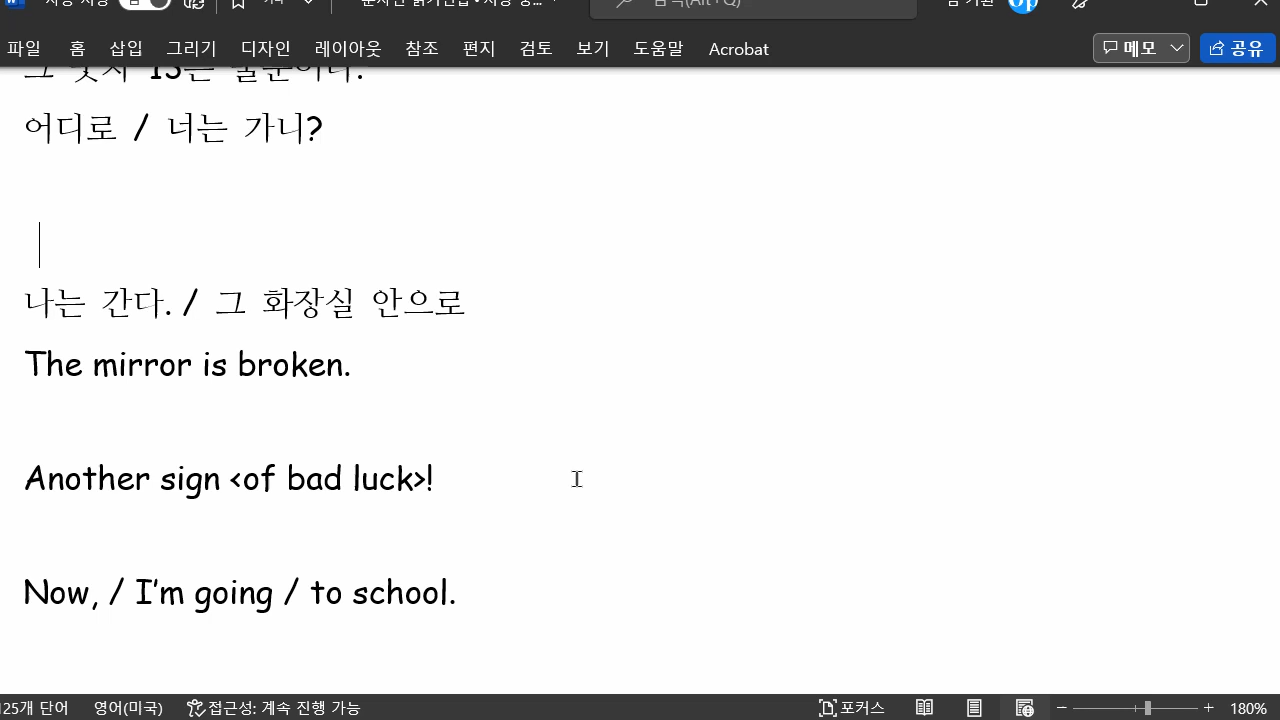 파일 홈 삽입 그리기 디자인 레이아웃 참조 편지 검토 보기 도움말 Acrobat 메모 공유
어디로 / 너는 가니?
나는 간다. / 그 화장실 안으로
The mirror is broken.
Another sign <of bad luck>!
Now, / I’m going / to school.
단어 영어(미국) 접근성: 계속 진행 가능 포커스 180%